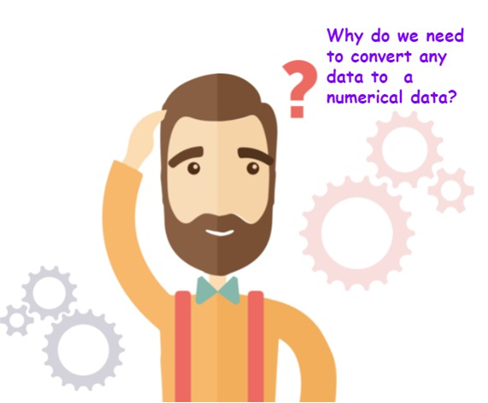 ?
Why do we need
to convert any
data to a
numerical data?